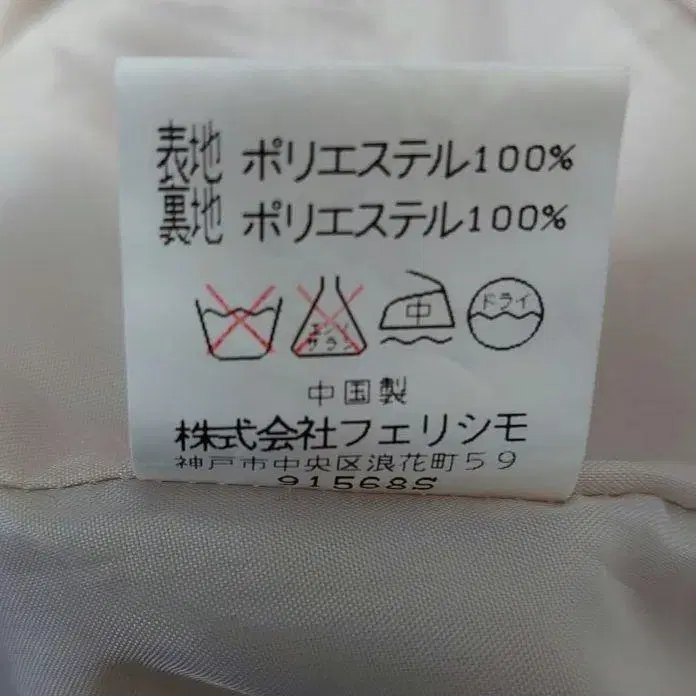 表地 ポリエステル100%
裏地 ポリエステル100%
エンソ
サラシ
中
ドライ
中国製
株式会社フェリシモ
神戸市中央区浪花町59
91568S